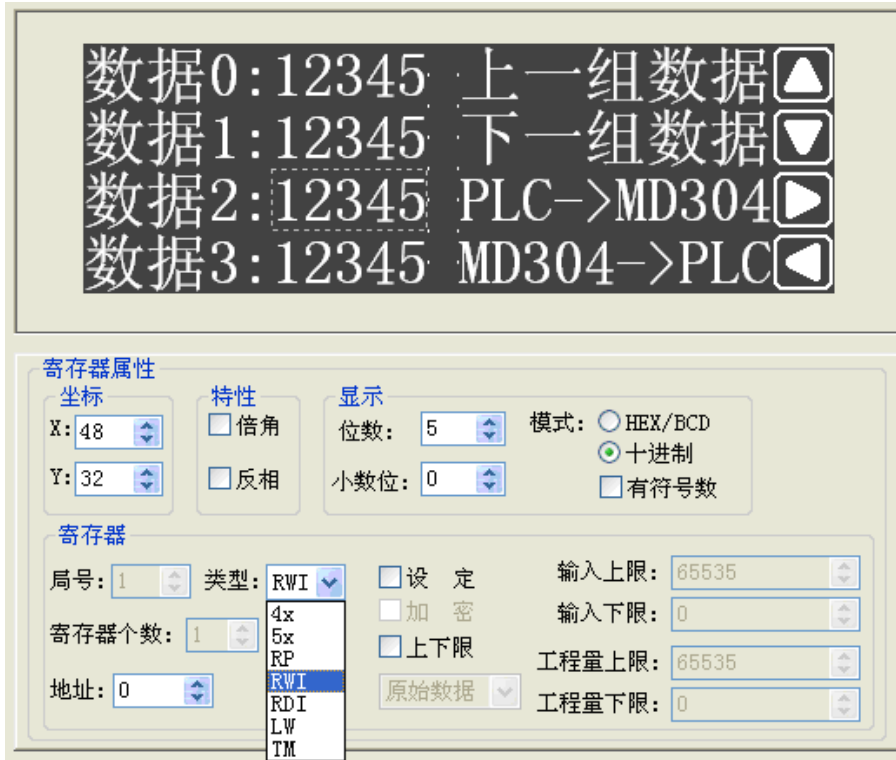 数据0:12345 上一组数据
数据1:12345 下一组数据
数据2:12345 PLC->MD304
数据3:12345 MD304->PLC
寄存器属性
坐标 特性 显示
X: 48 倍角 位数: 5 模式: HEX/BCD
十进制
Y: 32 反相 小数位: 0 有符号数
寄存器
局号: 1 类型: RWI 设 定 输入上限: 65535
4x 加 密 输入下限: 0
寄存器个数: 1 5x
RP 上下限 工程量上限: 65535
RWI
地址: 0 RDI 原始数据 工程量下限: 0
LW
TM